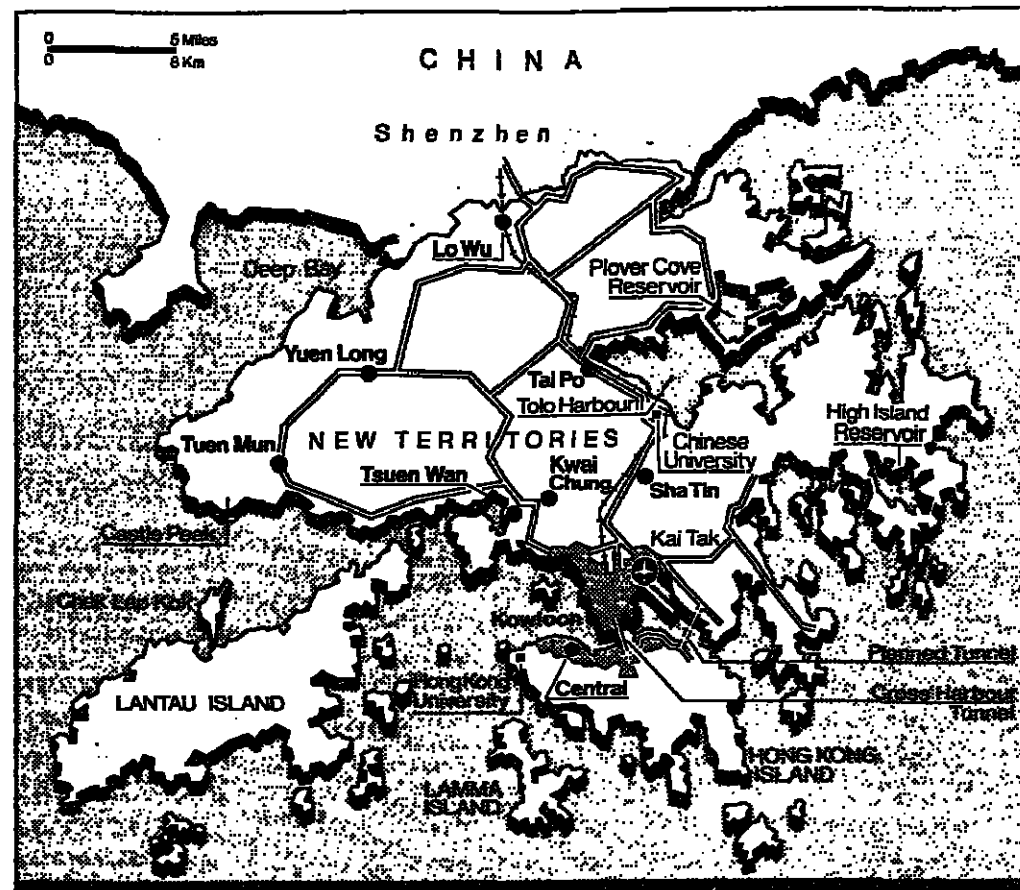 0 5 Miles
0 8 Km
CHINA
Shenzhen
Lo Wu
Deep Bay
Plover Cove
Reservoir
Yuen Long
Tai Po
Tolo Harbour
High Island
Reservoir
Tuen Mun
NEW TERRITORIES
Chinese
University
Tsuen Wan
Kwai
Chung
Sha Tin
Castle Peak
Kai Tak
Chek Lap Kok
Kowloon
Planned Tunnel
LANTAU ISLAND
Hong Kong
University
Central
Cross Harbour
Tunnel
HONG KONG
ISLAND
LAMMA
ISLAND